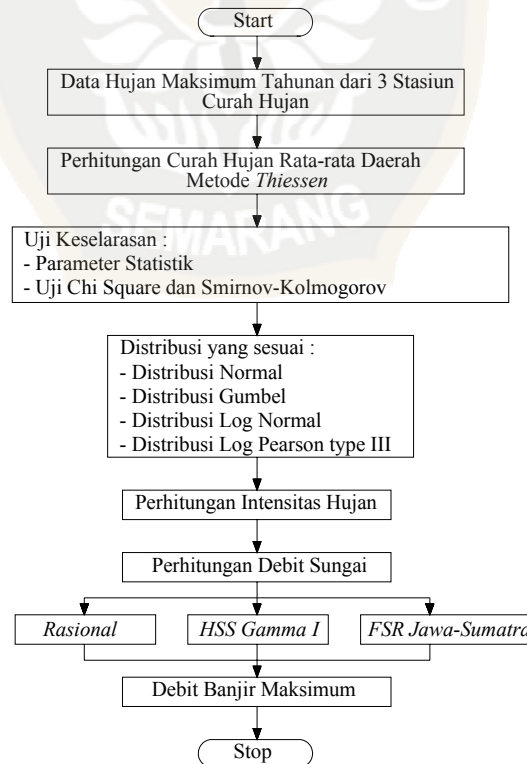 Start
Data Hujan Maksimum Tahunan dari 3 Stasiun
Curah Hujan
Perhitungan Curah Hujan Rata-rata Daerah
Metode Thiessen
SEMARANG
Uji Keselarasan :
- Parameter Statistik
- Uji Chi Square dan Smirnov-Kolmogorov
Distribusi yang sesuai :
- Distribusi Normal
- Distribusi Gumbel
- Distribusi Log Normal
- Distribusi Log Pearson type III
Perhitungan Intensitas Hujan
Perhitungan Debit Sungai
Rasional
HSS Gamma I
FSR Jawa-Sumatra
Debit Banjir Maksimum
Stop